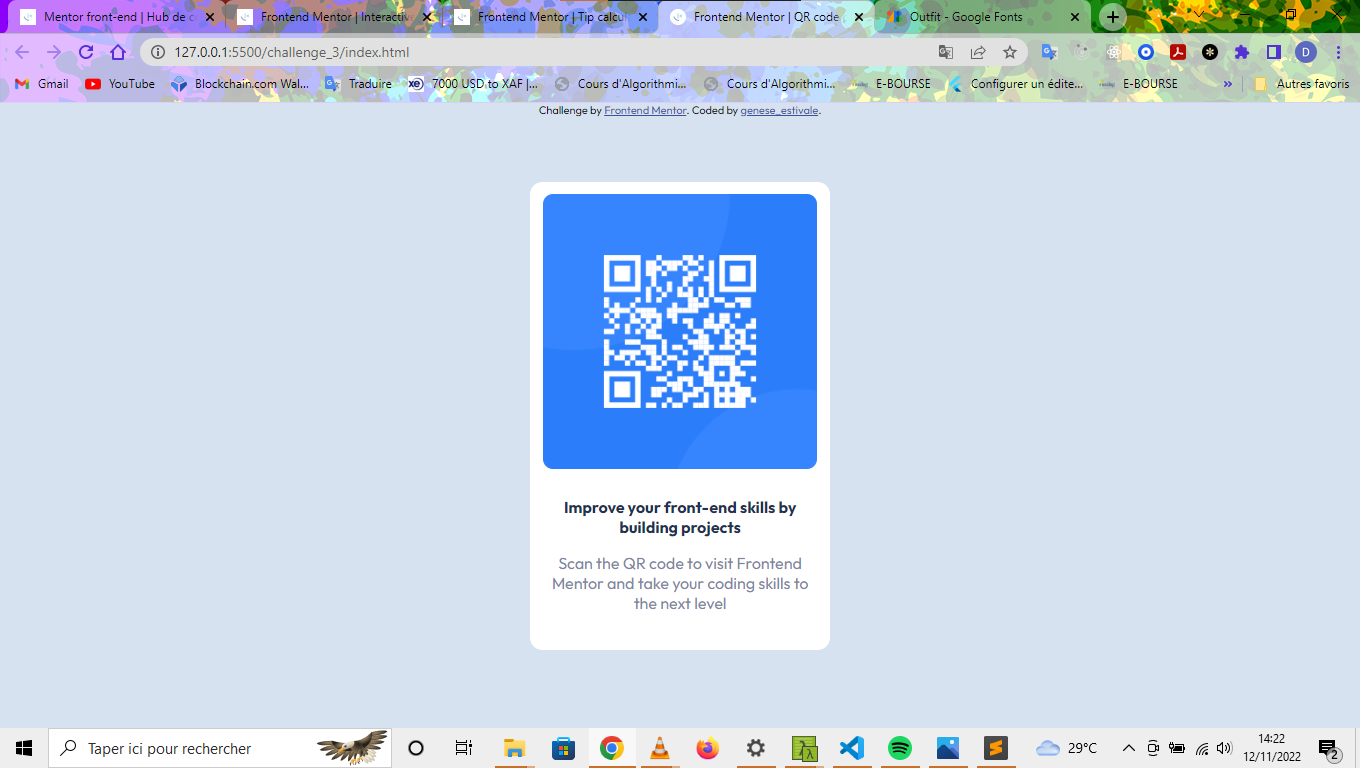 Mentor front-end | Hub de c
Frontend Mentor | Interactive
Frontend Mentor | Tip calcul
Frontend Mentor | QR code
Outfit - Google Fonts
127.0.0.1:5500/challenge_3/index.html
D
Gmail
YouTube
Blockchain.com Wal...
Traduire
7000 USD to XAF |...
Cours d'Algorithmi...
Cours d'Algorithmi...
E-BOURSE
Configurer un édite...
E-BOURSE
»
Autres favoris
Challenge by Frontend Mentor. Coded by genese_estivale.
Improve your front-end skills by
building projects
Scan the QR code to visit Frontend
Mentor and take your coding skills to
the next level
Taper ici pour rechercher
29°C
14:22
12/11/2022
2